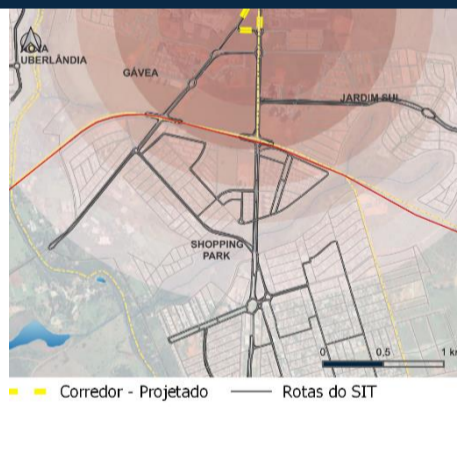 NOVA
UBERLÂNDIA
GÁVEA
JARDIM SUL
SHOPPING
PARK
0 0,5 1 km
Corredor - Projetado Rotas do SIT